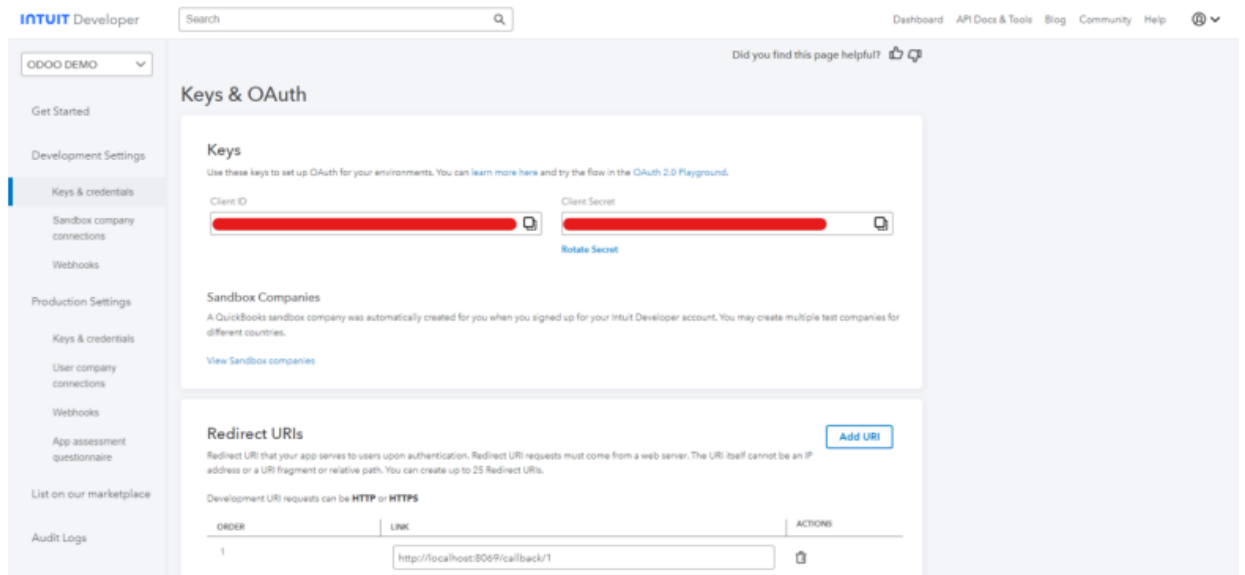 INTUIT Developer
Search
Dashboard API Docs & Tools Blog Community Help
ODOO DEMO
Did you find this page helpful?
Get Started
Keys & OAuth
Development Settings
Keys & credentials
Sandbox company
connections
Webhooks
Production Settings
Keys & credentials
User company
connections
Webhooks
App assessment
questionnaire
List on our marketplace
Audit Logs
Keys
Use these keys to set up OAuth for your environments. You can learn more here and try the flow in the OAuth 2.0 Playground.
Client ID
Client Secret
Rotate Secret
Sandbox Companies
A QuickBooks sandbox company was automatically created for you when you signed up for your Intuit Developer account. You may create multiple test companies for
different countries.
View Sandbox companies
Redirect URIs
Add URI
Redirect URI that your app serves to users upon authentication. Redirect URI requests must come from a web server. The URI itself cannot be an IP
address or a URI fragment or relative path. You can create up to 25 Redirect URIs.
Development URI requests can be HTTP or HTTPS
ORDER LINK ACTIONS
1 http://localhost:8069/callback/1